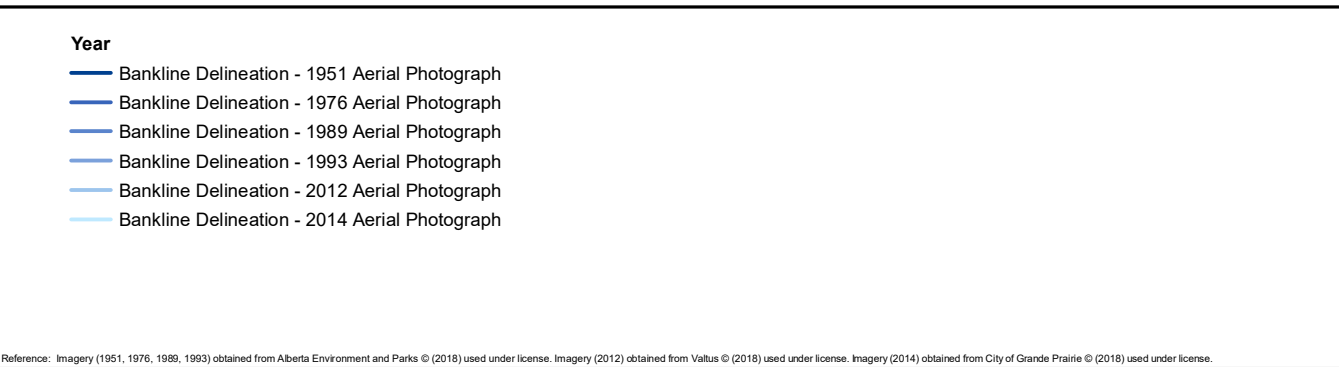 Year
Bankline Delineation - 1951 Aerial Photograph
Bankline Delineation - 1976 Aerial Photograph
Bankline Delineation - 1989 Aerial Photograph
Bankline Delineation - 1993 Aerial Photograph
Bankline Delineation - 2012 Aerial Photograph
Bankline Delineation - 2014 Aerial Photograph
Reference: Imagery (1951, 1976, 1989, 1993) obtained from Alberta Environment and Parks © (2018) used under license. Imagery (2012) obtained from Valtus © (2018) used under license. Imagery (2014) obtained from City of Grande Prairie © (2018) used under license.